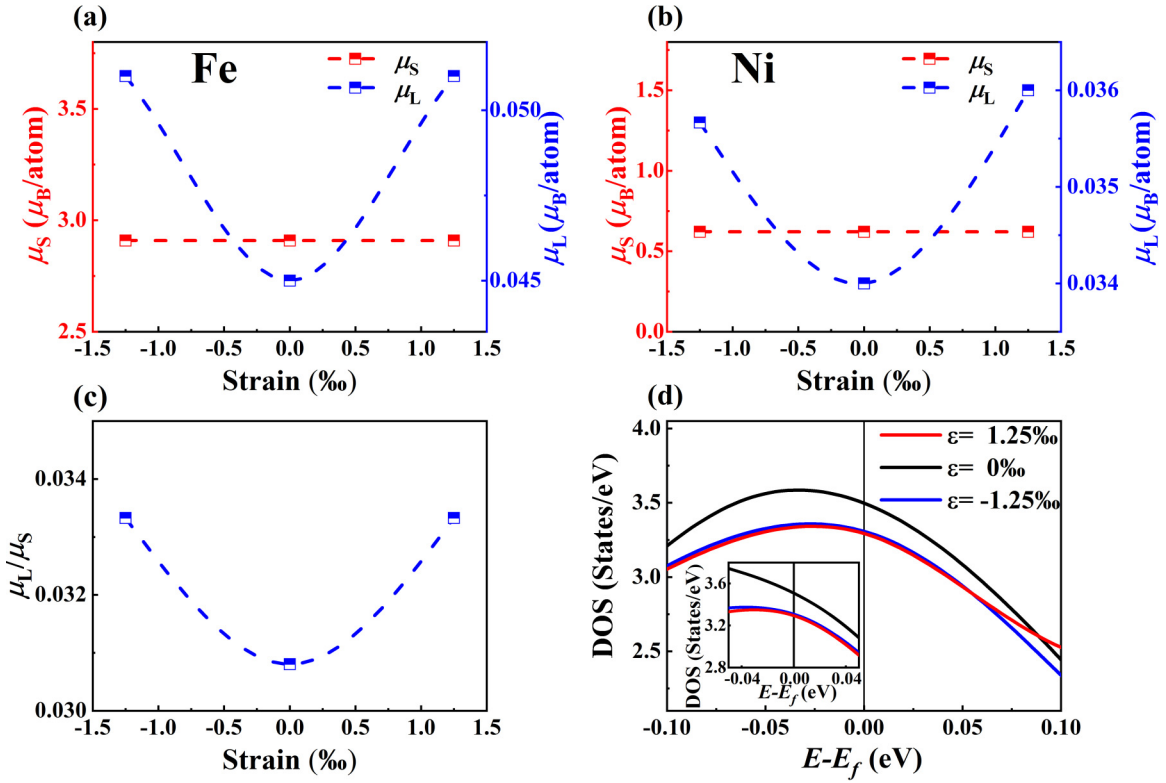 (a)
Fe
μS
μL
3.5
3.0
2.5
0.050
0.045
μS (μB/atom)
μL (μB/atom)
-1.5 -1.0 -0.5 0.0 0.5 1.0 1.5
Strain (‰)
(b)
Ni
μS
μL
1.5
1.0
0.5
0.0
0.036
0.035
0.034
μS (μB/atom)
μL (μB/atom)
-1.5 -1.0 -0.5 0.0 0.5 1.0 1.5
Strain (‰)
(c)
0.034
0.032
0.030
μL/μS
-1.5 -1.0 -0.5 0.0 0.5 1.0 1.5
Strain (‰)
(d)
4.0
3.5
3.0
2.5
DOS (States/eV)
ε= 1.25‰
ε= 0‰
ε= -1.25‰
3.6
3.2
2.8
DOS (States/eV)
-0.04 0.00 0.04
E-Ef (eV)
-0.10 -0.05 0.00 0.05 0.10
E-Ef (eV)